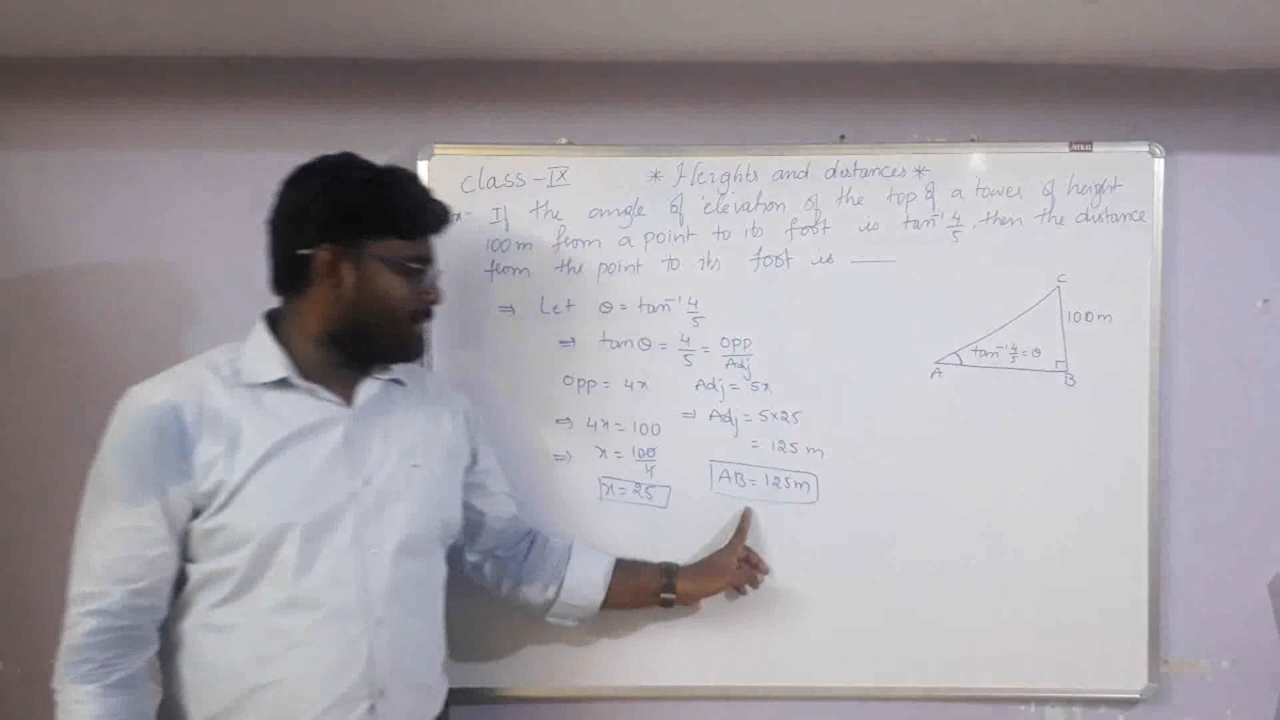 Class - IX * Heights and distances *
If the angle of elevation of the top of a tower of height
100m from a point to its foot is tan⁻¹ 4/5, then the distance
from the point to its foot is ——
⇒ Let θ = tan⁻¹ 4/5
⇒ tanθ = 4/5 = OPP/Adj
OPP = 4x Adj = 5x
⇒ 4x = 100 ⇒ Adj = 5×25
= 125 m
⇒ x = 100/4
x = 25 AB = 125m
C
100m
tan⁻¹ 4/5 = θ
A B